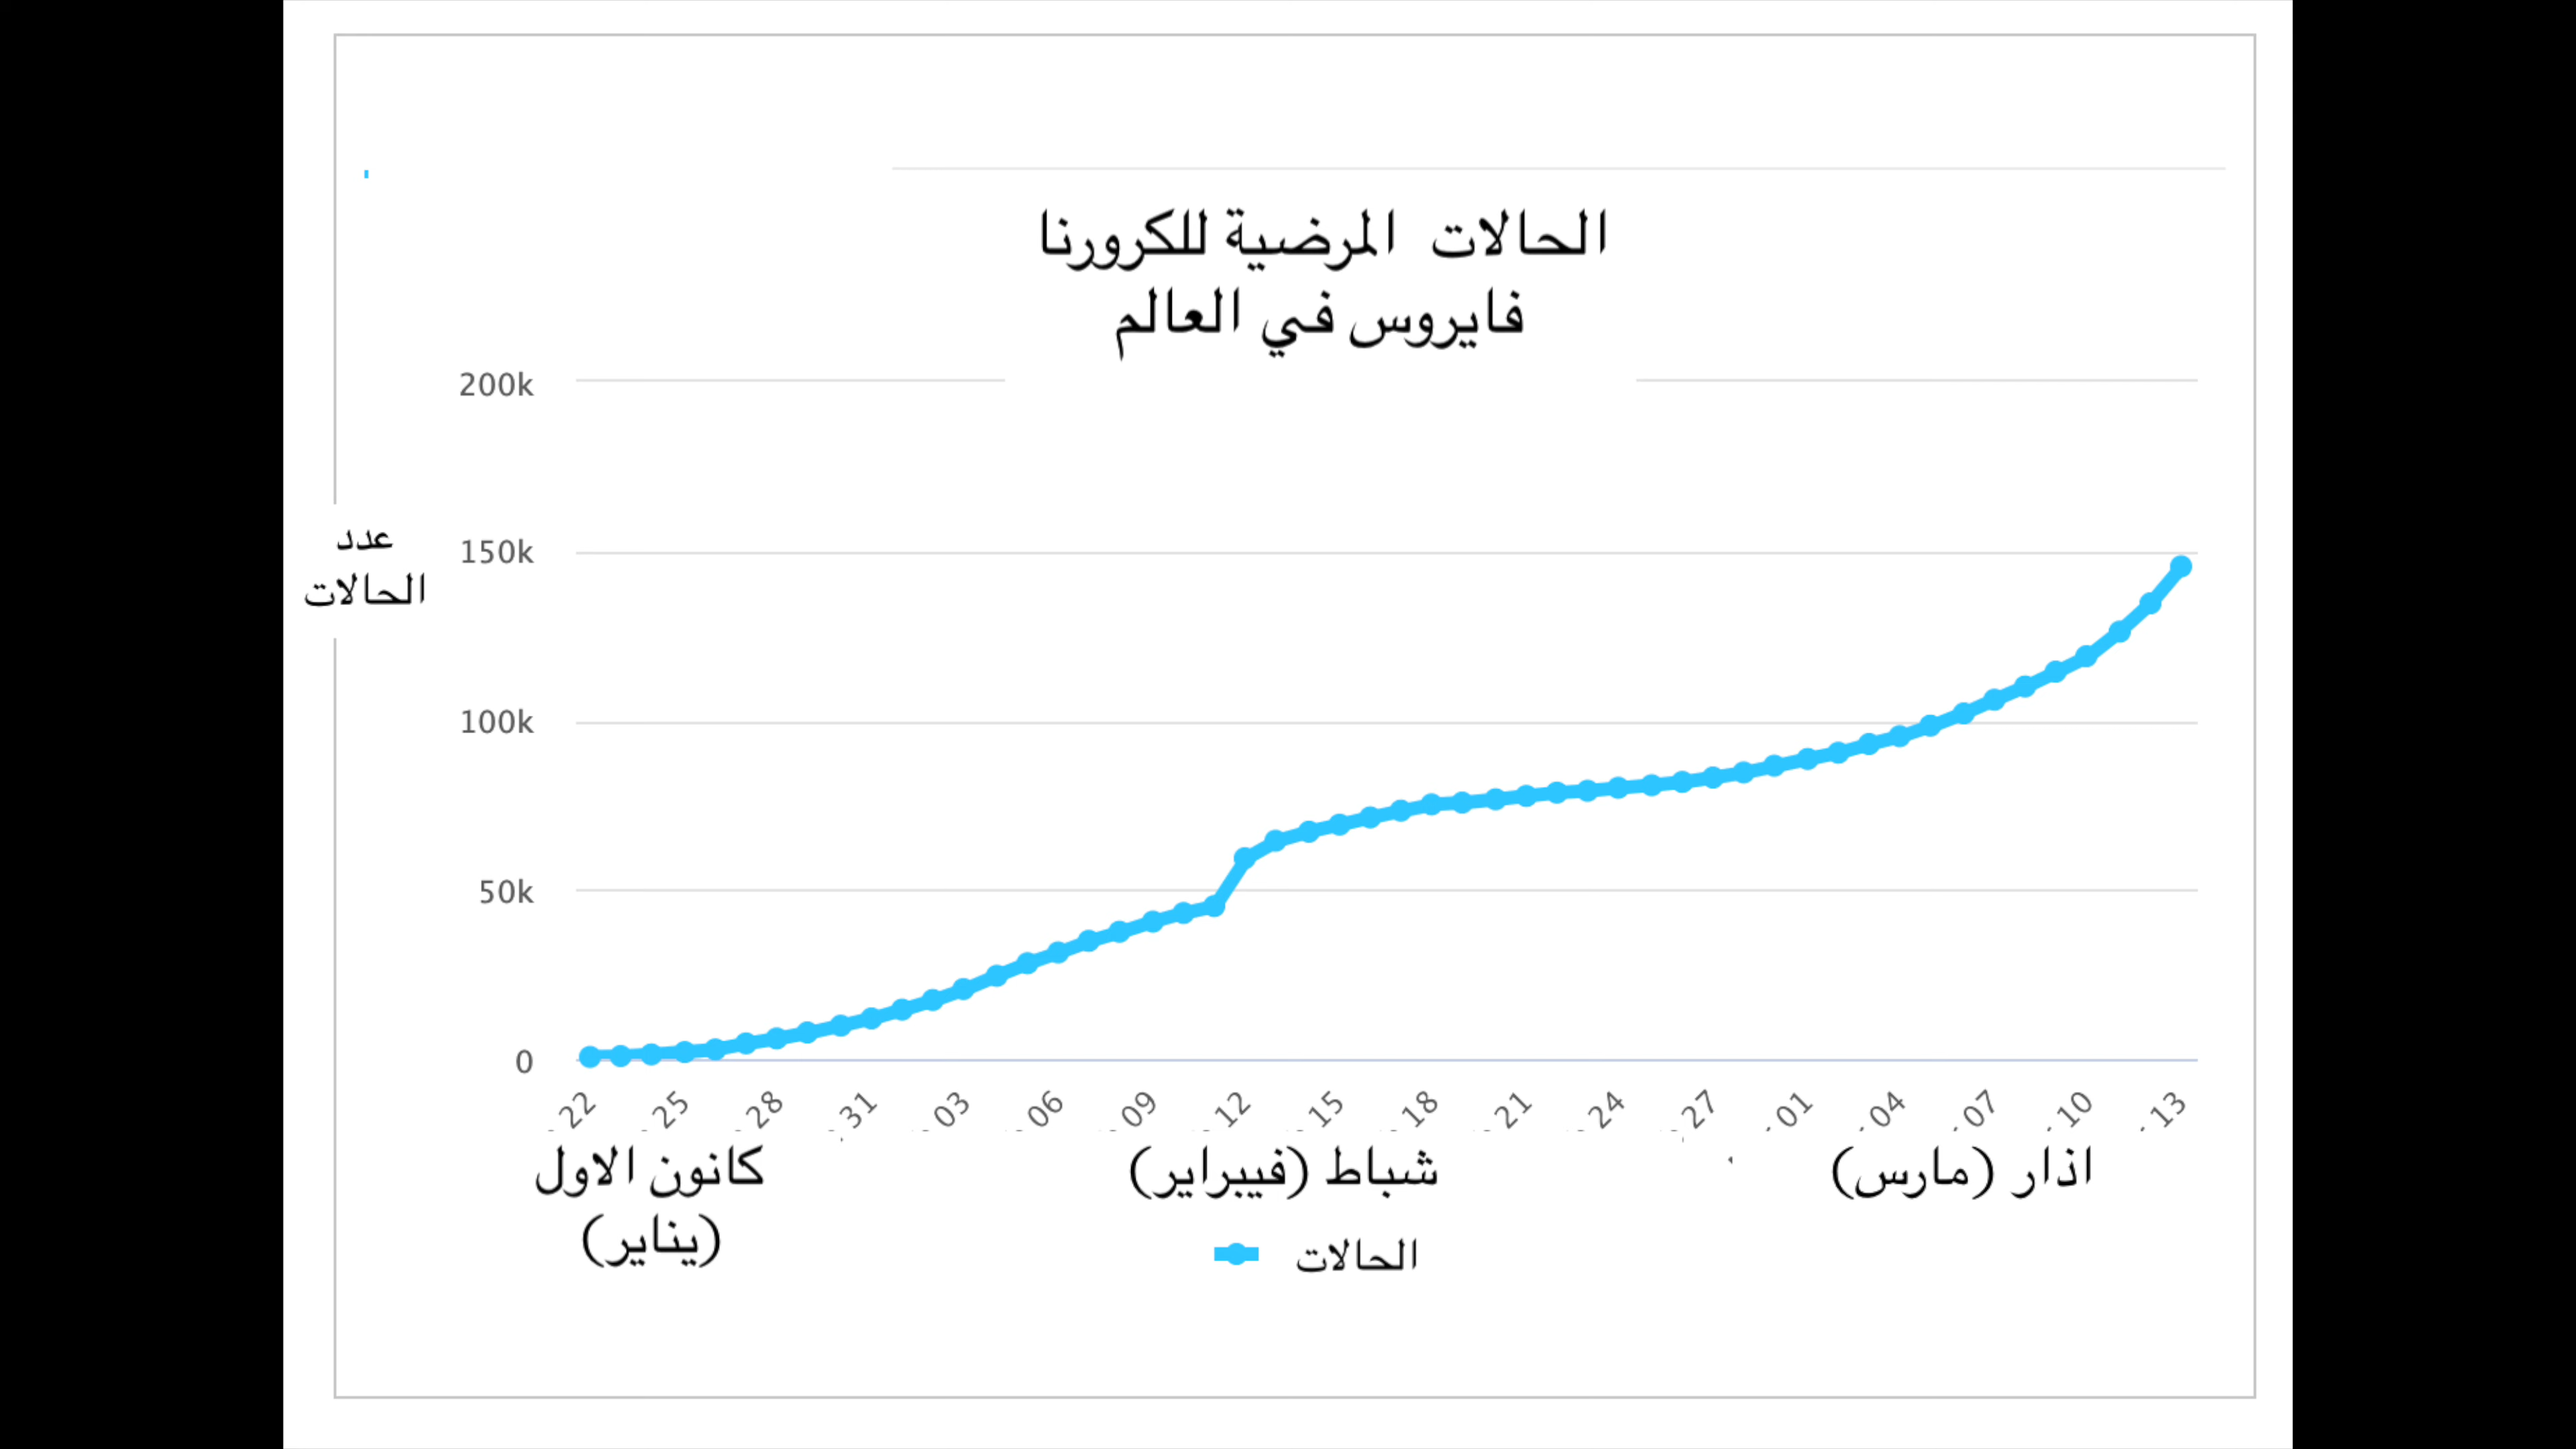 الحالات المرضية للكرورنا
فايروس في العالم
200k
150k
100k
50k
0
عدد
الحالات
22
25
28
31
03
06
09
12
15
18
21
24
27
01
04
07
10
13
كانون الاول
(يناير)
شباط (فيبراير)
اذار (مارس)
الحالات